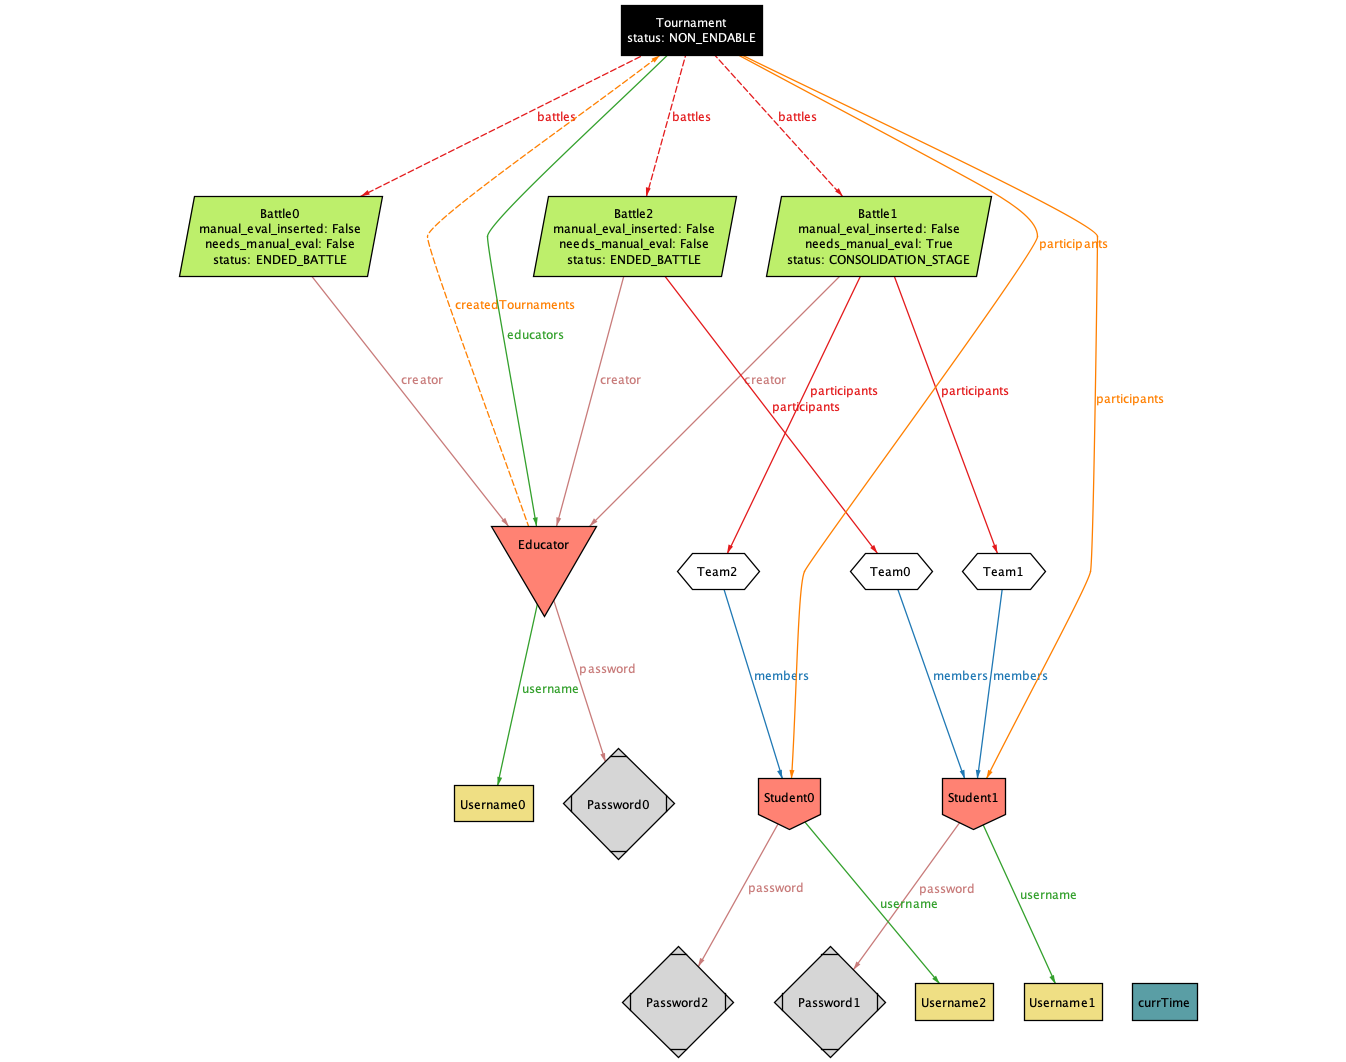 Tournament
status: NON_ENDABLE
battles
battles
battles
Battle0
manual_eval_inserted: False
needs_manual_eval: False
status: ENDED_BATTLE
Battle2
manual_eval_inserted: False
needs_manual_eval: False
status: ENDED_BATTLE
Battle1
manual_eval_inserted: False
needs_manual_eval: True
status: CONSOLIDATION_STAGE
participants
createdTournaments
educators
creator
creator
creator
participants
participants
participants
participants
Educator
Team2
Team0
Team1
password
username
members
members
members
Username0
Password0
Student0
Student1
password
username
password
username
Password2
Password1
Username2
Username1
currTime